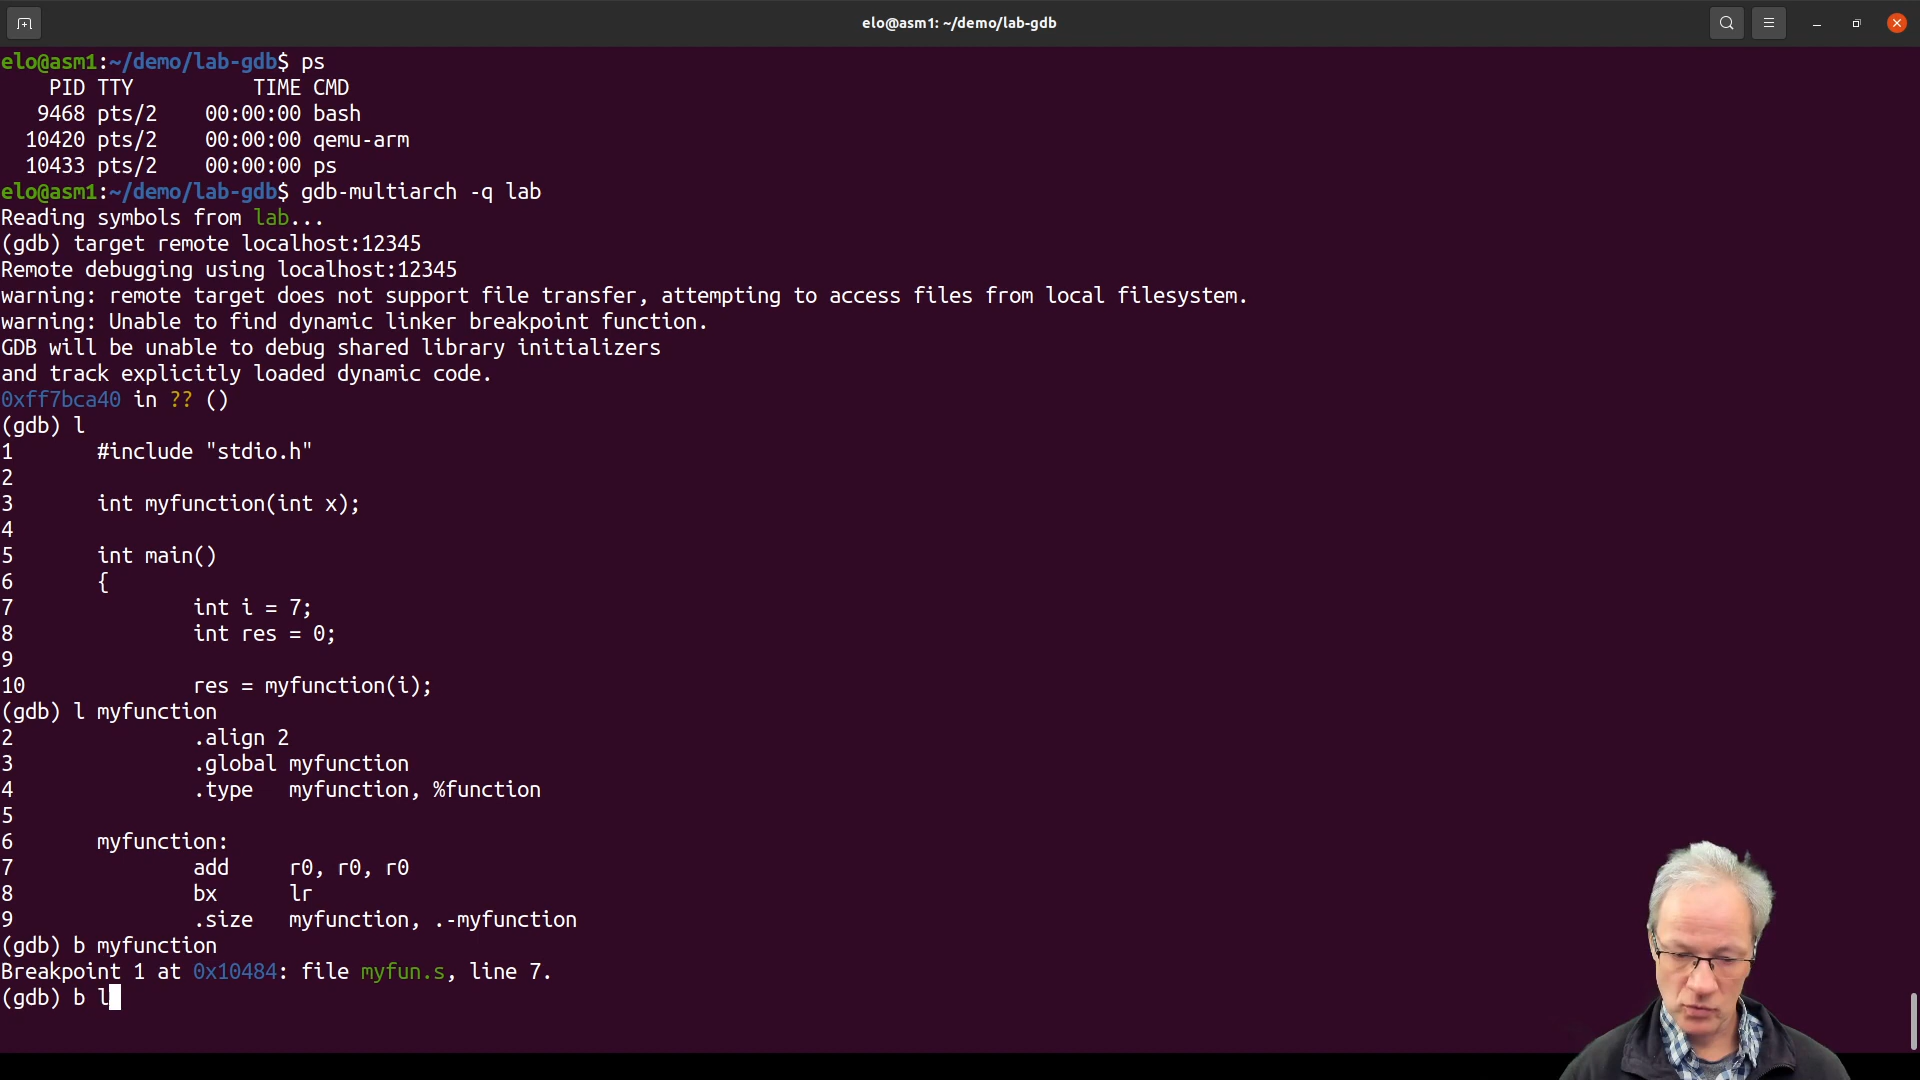 elo@asm1: ~/demo/lab-gdb
elo@asm1:~/demo/lab-gdb$ ps
    PID TTY          TIME CMD
   9468 pts/2    00:00:00 bash
  10420 pts/2    00:00:00 qemu-arm
  10433 pts/2    00:00:00 ps
elo@asm1:~/demo/lab-gdb$ gdb-multiarch -q lab
Reading symbols from lab...
(gdb) target remote localhost:12345
Remote debugging using localhost:12345
warning: remote target does not support file transfer, attempting to access files from local filesystem.
warning: Unable to find dynamic linker breakpoint function.
GDB will be unable to debug shared library initializers
and track explicitly loaded dynamic code.
0xff7bca40 in ?? ()
(gdb) l
1       #include "stdio.h"
2
3       int myfunction(int x);
4
5       int main()
6       {
7               int i = 7;
8               int res = 0;
9
10              res = myfunction(i);
(gdb) l myfunction
2               .align 2
3               .global myfunction
4               .type   myfunction, %function
5
6       myfunction:
7               add     r0, r0, r0
8               bx      lr
9               .size   myfunction, .-myfunction
(gdb) b myfunction
Breakpoint 1 at 0x10484: file myfun.s, line 7.
(gdb) b l